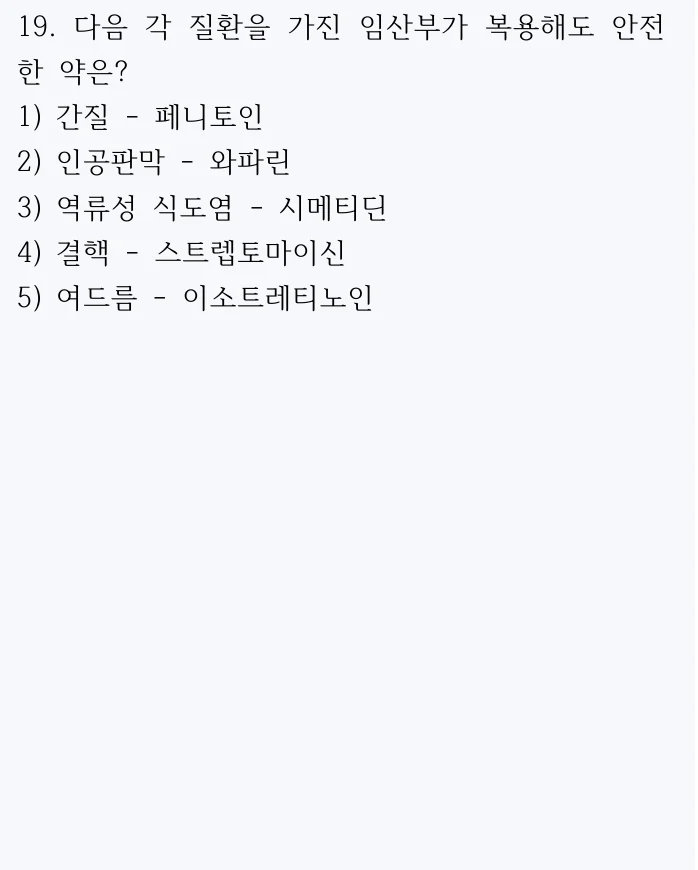 19. 다음 각 질환을 가진 임산부가 복용해도 안전
한 약은?
1) 간질 - 페니토인
2) 인공판막 - 와파린
3) 역류성 식도염 - 시메티딘
4) 결핵 - 스트렙토마이신
5) 여드름 - 이소트레티노인